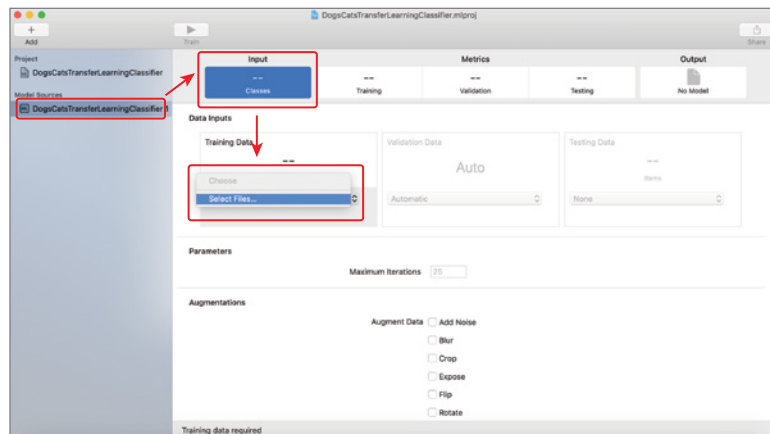 DogsCatsTransferLearningClassifier.mlproj
Add
Train
Share
Project
DogsCatsTransferLearningClassifier
Model Sources
DogsCatsTransferLearningClassifier 1
Input
Metrics
Output
--
Classes
--
Training
--
Validation
--
Testing
No Model
Data Inputs
Training Data
--
Choose
Select Files...
Validation Data
Auto
Automatic
Testing Data
--
Items
None
Parameters
Maximum Iterations 25
Augmentations
Augment Data Add Noise
Blur
Crop
Expose
Flip
Rotate
Training data required